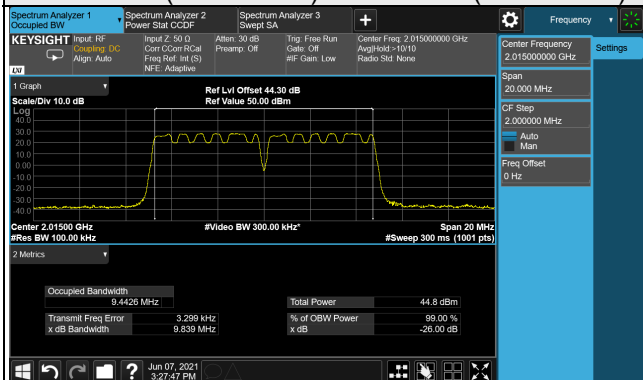 Spectrum Analyzer 1
Occupied BW
Spectrum Analyzer 2
Power Stat CCDF
Spectrum Analyzer 3
Swept SA
+
Frequency
KEYSIGHT
Input: RF
Coupling: DC
Align: Auto
Input Z: 50 Ω
Corr CCorr RCal
Freq Ref: Int (S)
NFE: Adaptive
Atten: 30 dB
Preamp: Off
Trig: Free Run
Gate: Off
#IF Gain: Low
Center Freq: 2.015000000 GHz
Avg|Hold:>10/10
Radio Std: None
LXI
Center Frequency
2.015000000 GHz
Settings
Span
20.000 MHz
CF Step
2.000000 MHz
Auto
Man
Freq Offset
0 Hz
1 Graph
Scale/Div 10.0 dB
Ref Lvl Offset 44.30 dB
Ref Value 50.00 dBm
Log
40.0
30.0
20.0
10.0
0.00
-10.0
-20.0
-30.0
-40.0
Center 2.01500 GHz
#Res BW 100.00 kHz
#Video BW 300.00 kHz*
Span 20 MHz
#Sweep 300 ms (1001 pts)
2 Metrics
Occupied Bandwidth
9.4426 MHz
Total Power 44.8 dBm
Transmit Freq Error 3.299 kHz
% of OBW Power 99.00 %
x dB Bandwidth 9.839 MHz
x dB -26.00 dB
?
Jun 07, 2021
3:27:47 PM